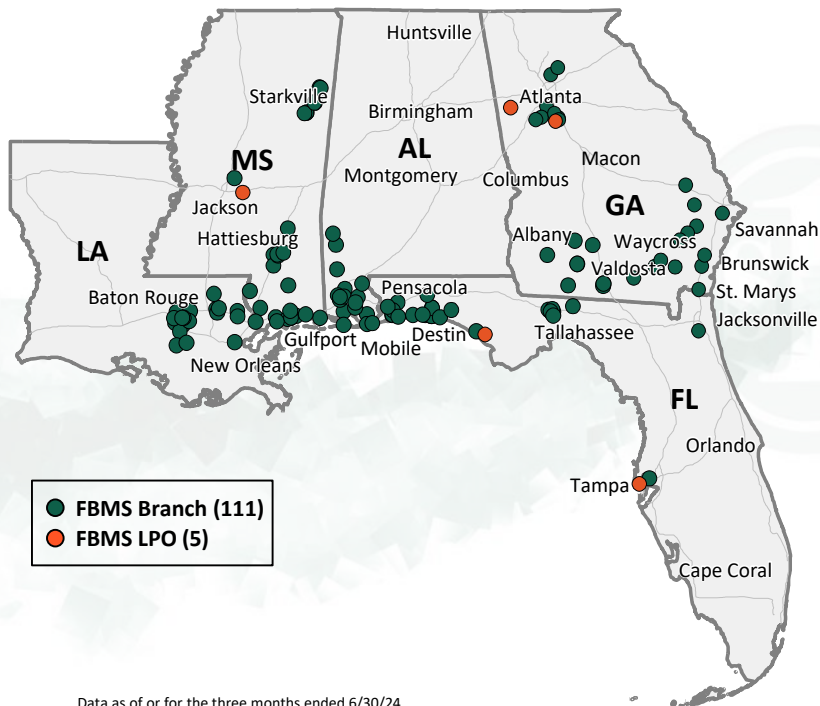 Huntsville
Starkville
Atlanta
Birmingham
MS
AL
Macon
Montgomery
Columbus
Jackson
GA
Savannah
Hattiesburg
Albany
Waycross
LA
Valdosta
Brunswick
Baton Rouge
Pensacola
St. Marys
Jacksonville
Gulfport
Mobile
Destin
Tallahassee
New Orleans
FL
Orlando
Tampa
FBMS Branch (111)
FBMS LPO (5)
Cape Coral
Data as of or for the three months ended 6/30/24